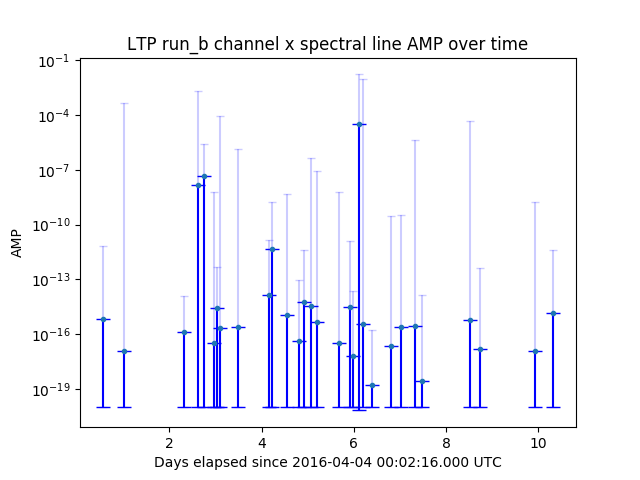 LTP run_b channel x spectral line AMP over time
10⁻¹
10⁻⁴
10⁻⁷
10⁻¹⁰
10⁻¹³
10⁻¹⁶
10⁻¹⁹
AMP
2 4 6 8 10
Days elapsed since 2016-04-04 00:02:16.000 UTC